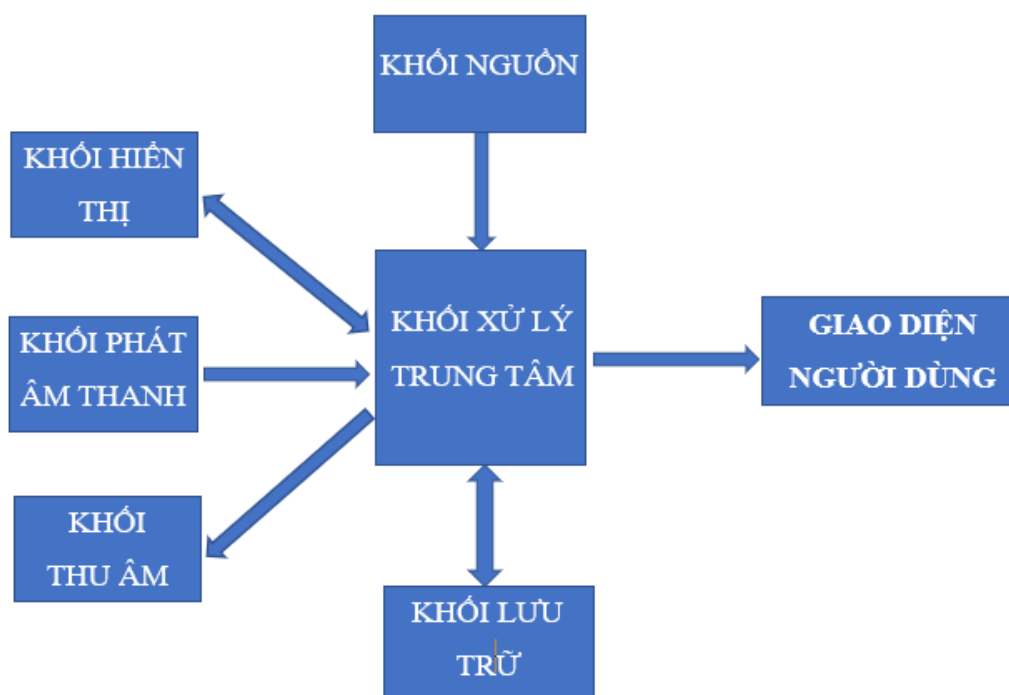 KHỐI NGUỒN
KHỐI HIỂN
THỊ
KHỐI XỬ LÝ
TRUNG TÂM
KHỐI PHÁT
ÂM THANH
GIAO DIỆN
NGƯỜI DÙNG
KHỐI
THU ÂM
KHỐI LƯU
TRỮ